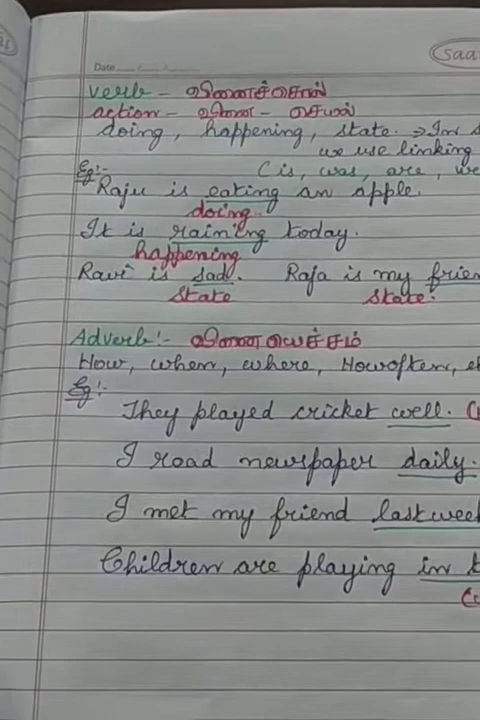 Date
Saa
verb - வினைச்சொல்
action - வினை - செயல்
doing, happening, state. ⇒ In
we use linking
(is, was, are, we
Eg:-
Raju is eating an apple.
doing.
It is raining today.
happening
Ravi is sad. Raja is my frien
state state.
Adverb:- வினையெச்சம்
How, when, where, How often, e
Eg:-
They played cricket well. (
I road newspaper daily.
I met my friend last wee
Children are playing in